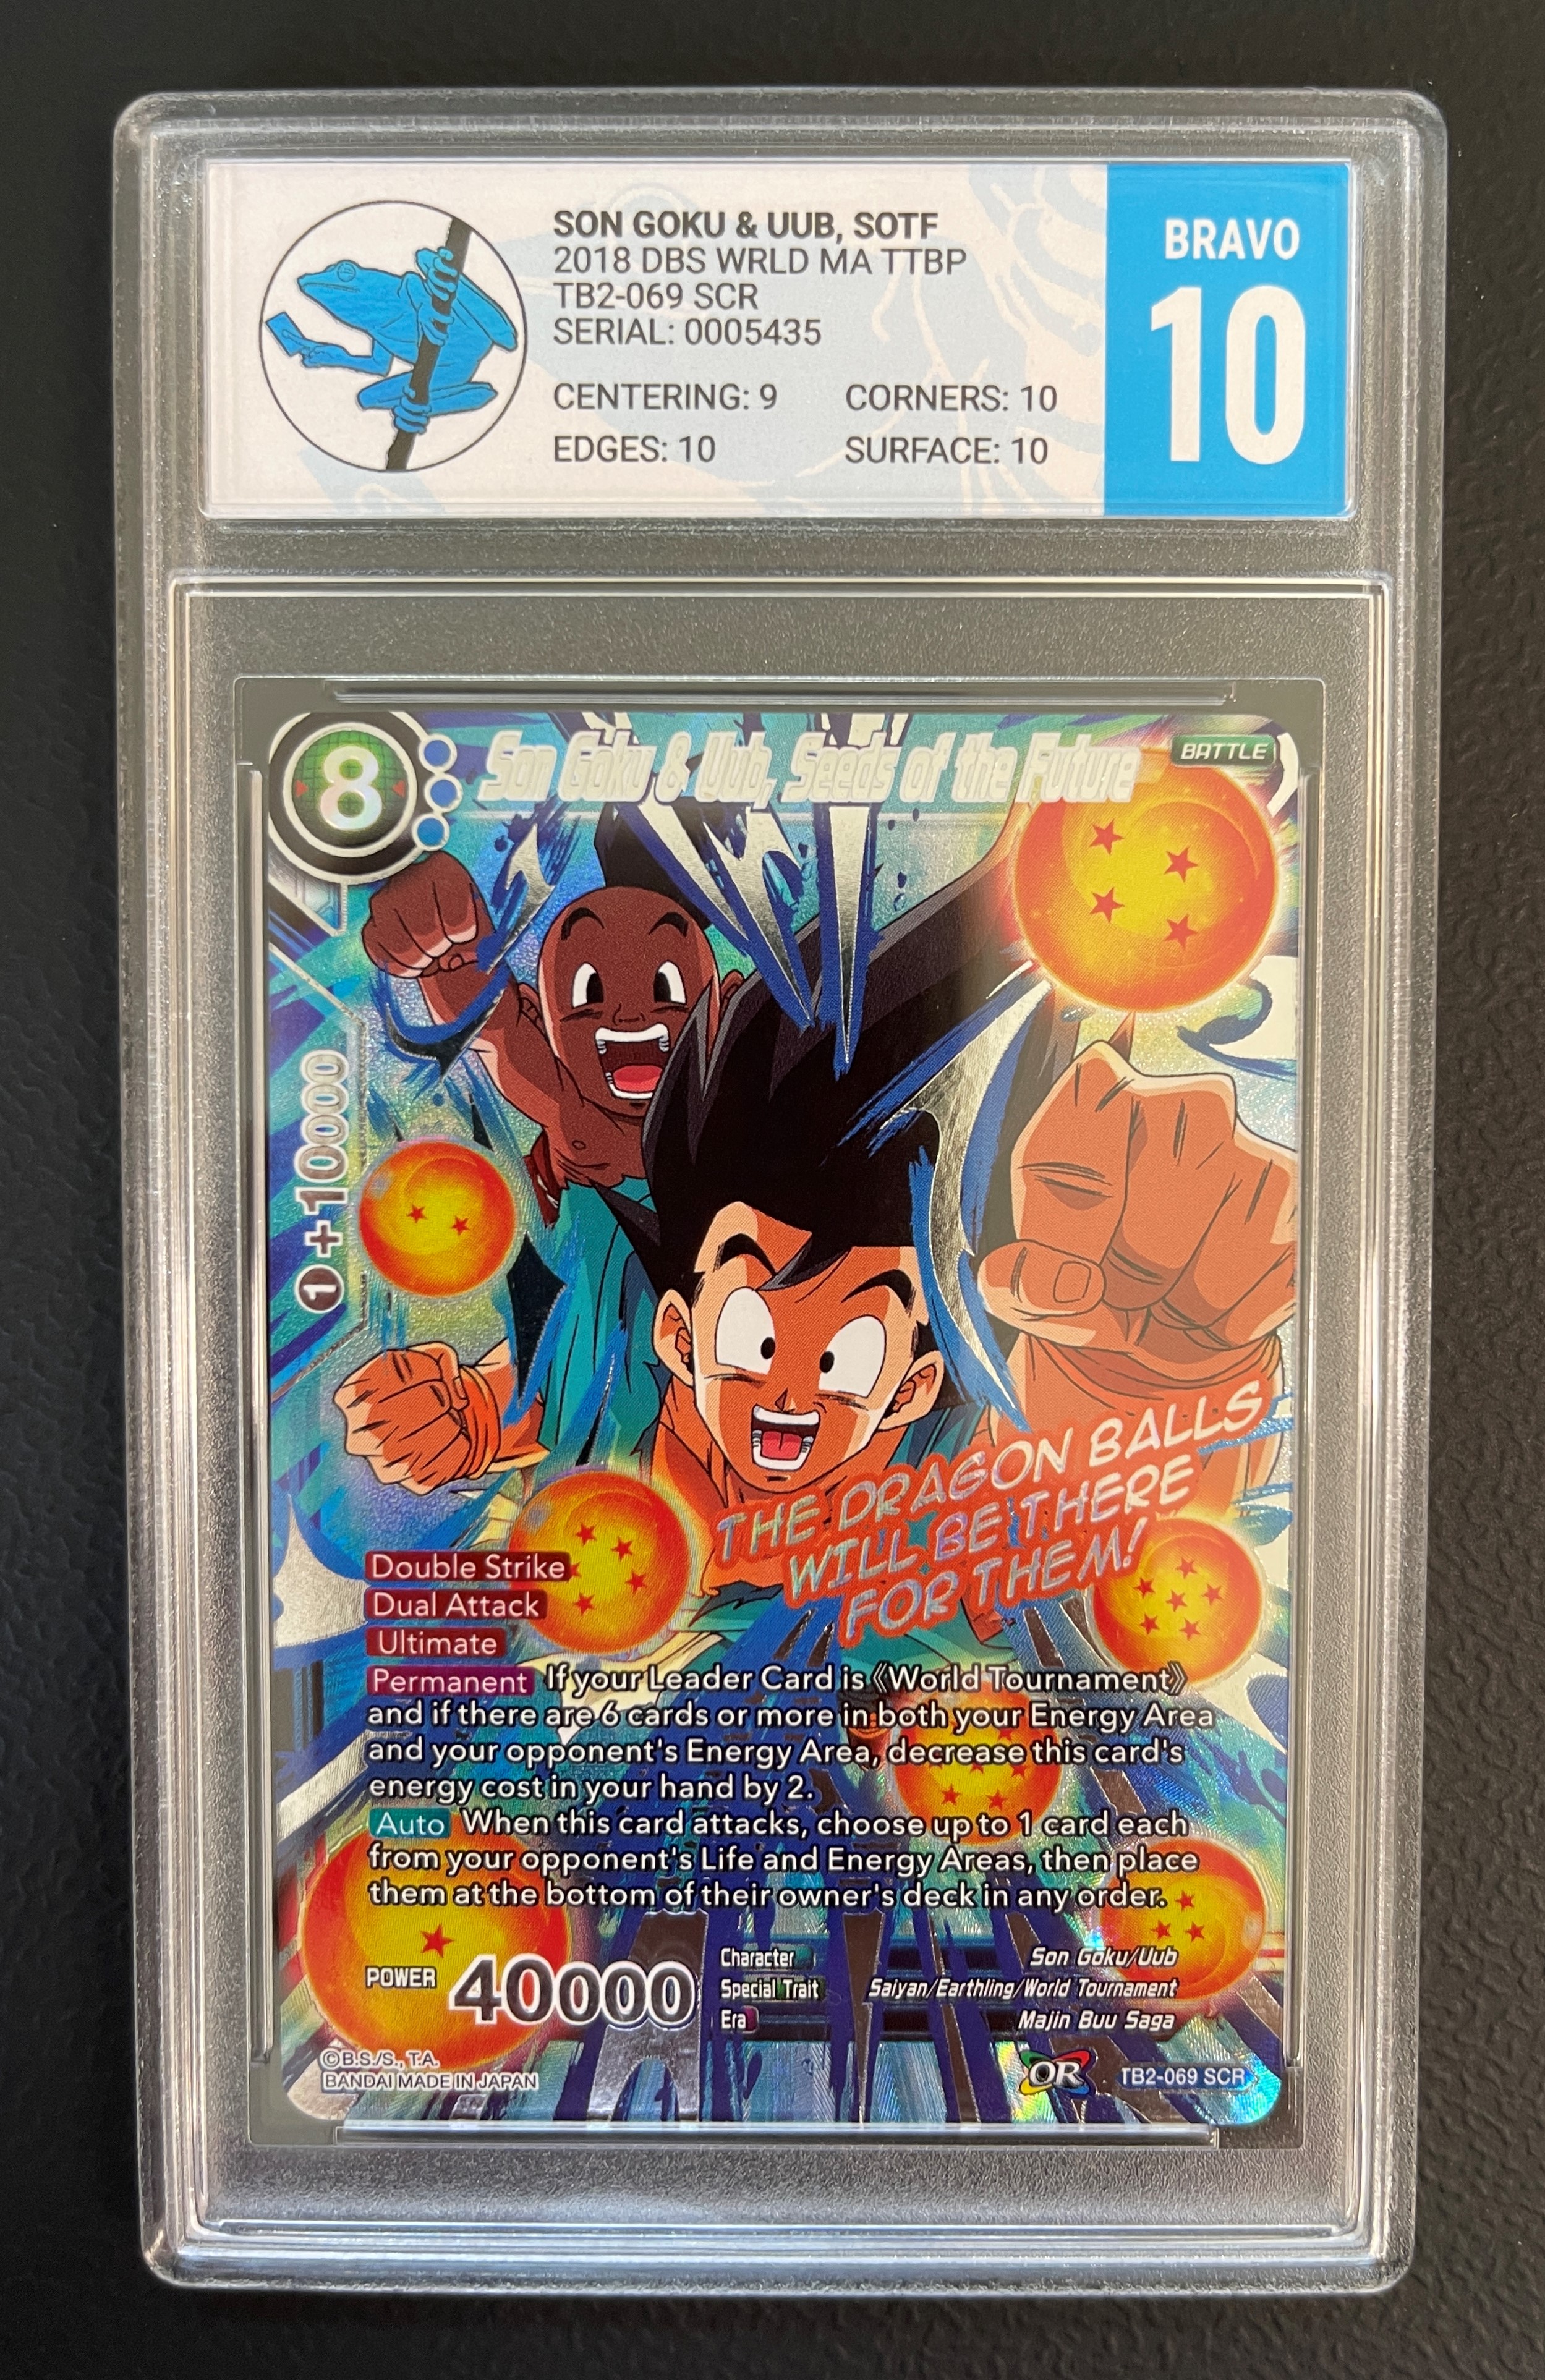 SON GOKU & UUB, SOTF
2018 DBS WRLD MA TTBP
TB2-069 SCR
SERIAL: 0005435
CENTERING: 9 CORNERS: 10
EDGES: 10 SURFACE: 10
BRAVO
10
8
Son Goku & Uub, Seeds of the Future
BATTLE
1 +10000
THE DRAGON BALLS
WILL BE THERE
FOR THEM!
Double Strike
Dual Attack
Ultimate
Permanent If your Leader Card is 《World Tournament》
and if there are 6 cards or more in both your Energy Area
and your opponent's Energy Area, decrease this card's
energy cost in your hand by 2.
Auto When this card attacks, choose up to 1 card each
from your opponent's Life and Energy Areas, then place
them at the bottom of their owner's deck in any order.
POWER 40000
Character Son Goku/Uub
Special Trait Saiyan/Earthling/World Tournament
Era Majin Buu Saga
©B.S./S., T.A.
BANDAI MADE IN JAPAN
OR TB2-069 SCR